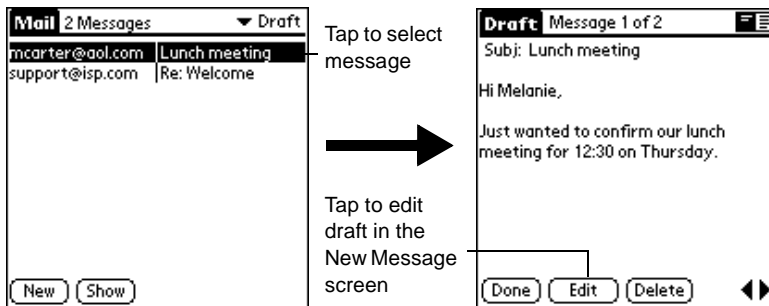 Mail 2 Messages Draft
mcarter@aol.com Lunch meeting
support@isp.com Re: Welcome
New Show
Tap to select
message
Tap to edit
draft in the
New Message
screen
Draft Message 1 of 2
Subj: Lunch meeting
Hi Melanie,
Just wanted to confirm our lunch
meeting for 12:30 on Thursday.
Done Edit Delete